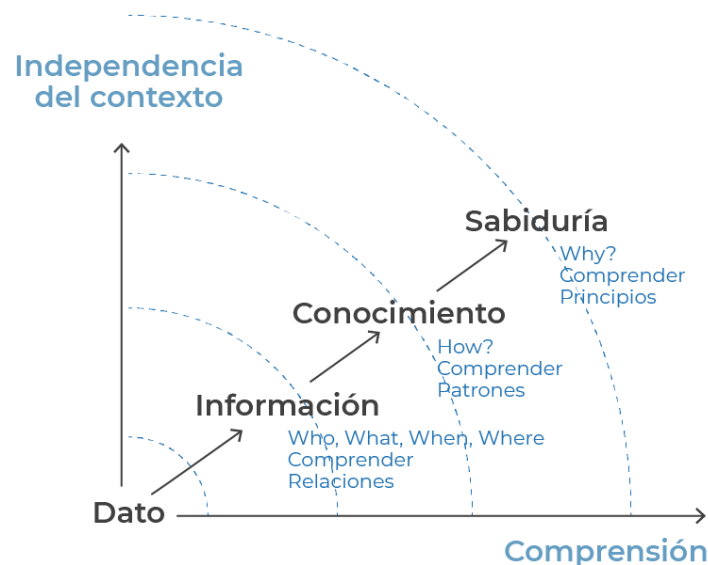 Independencia
del contexto
Sabiduría
Why?
Comprender
Principios
Conocimiento
How?
Comprender
Patrones
Información
Who, What, When, Where
Comprender
Relaciones
Dato
Comprensión